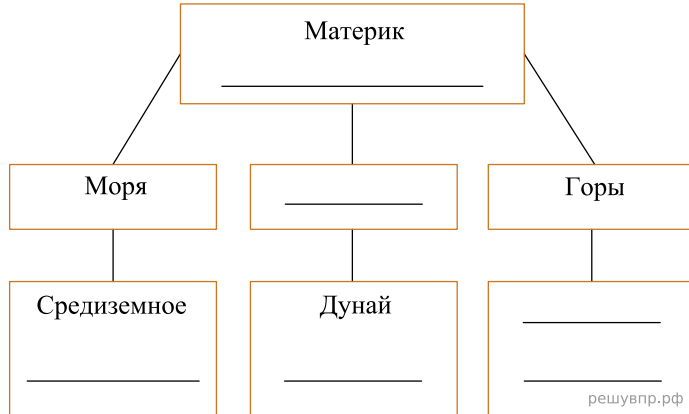 Материк
Моря
Горы
Средиземное
Дунай
решувпр.рф